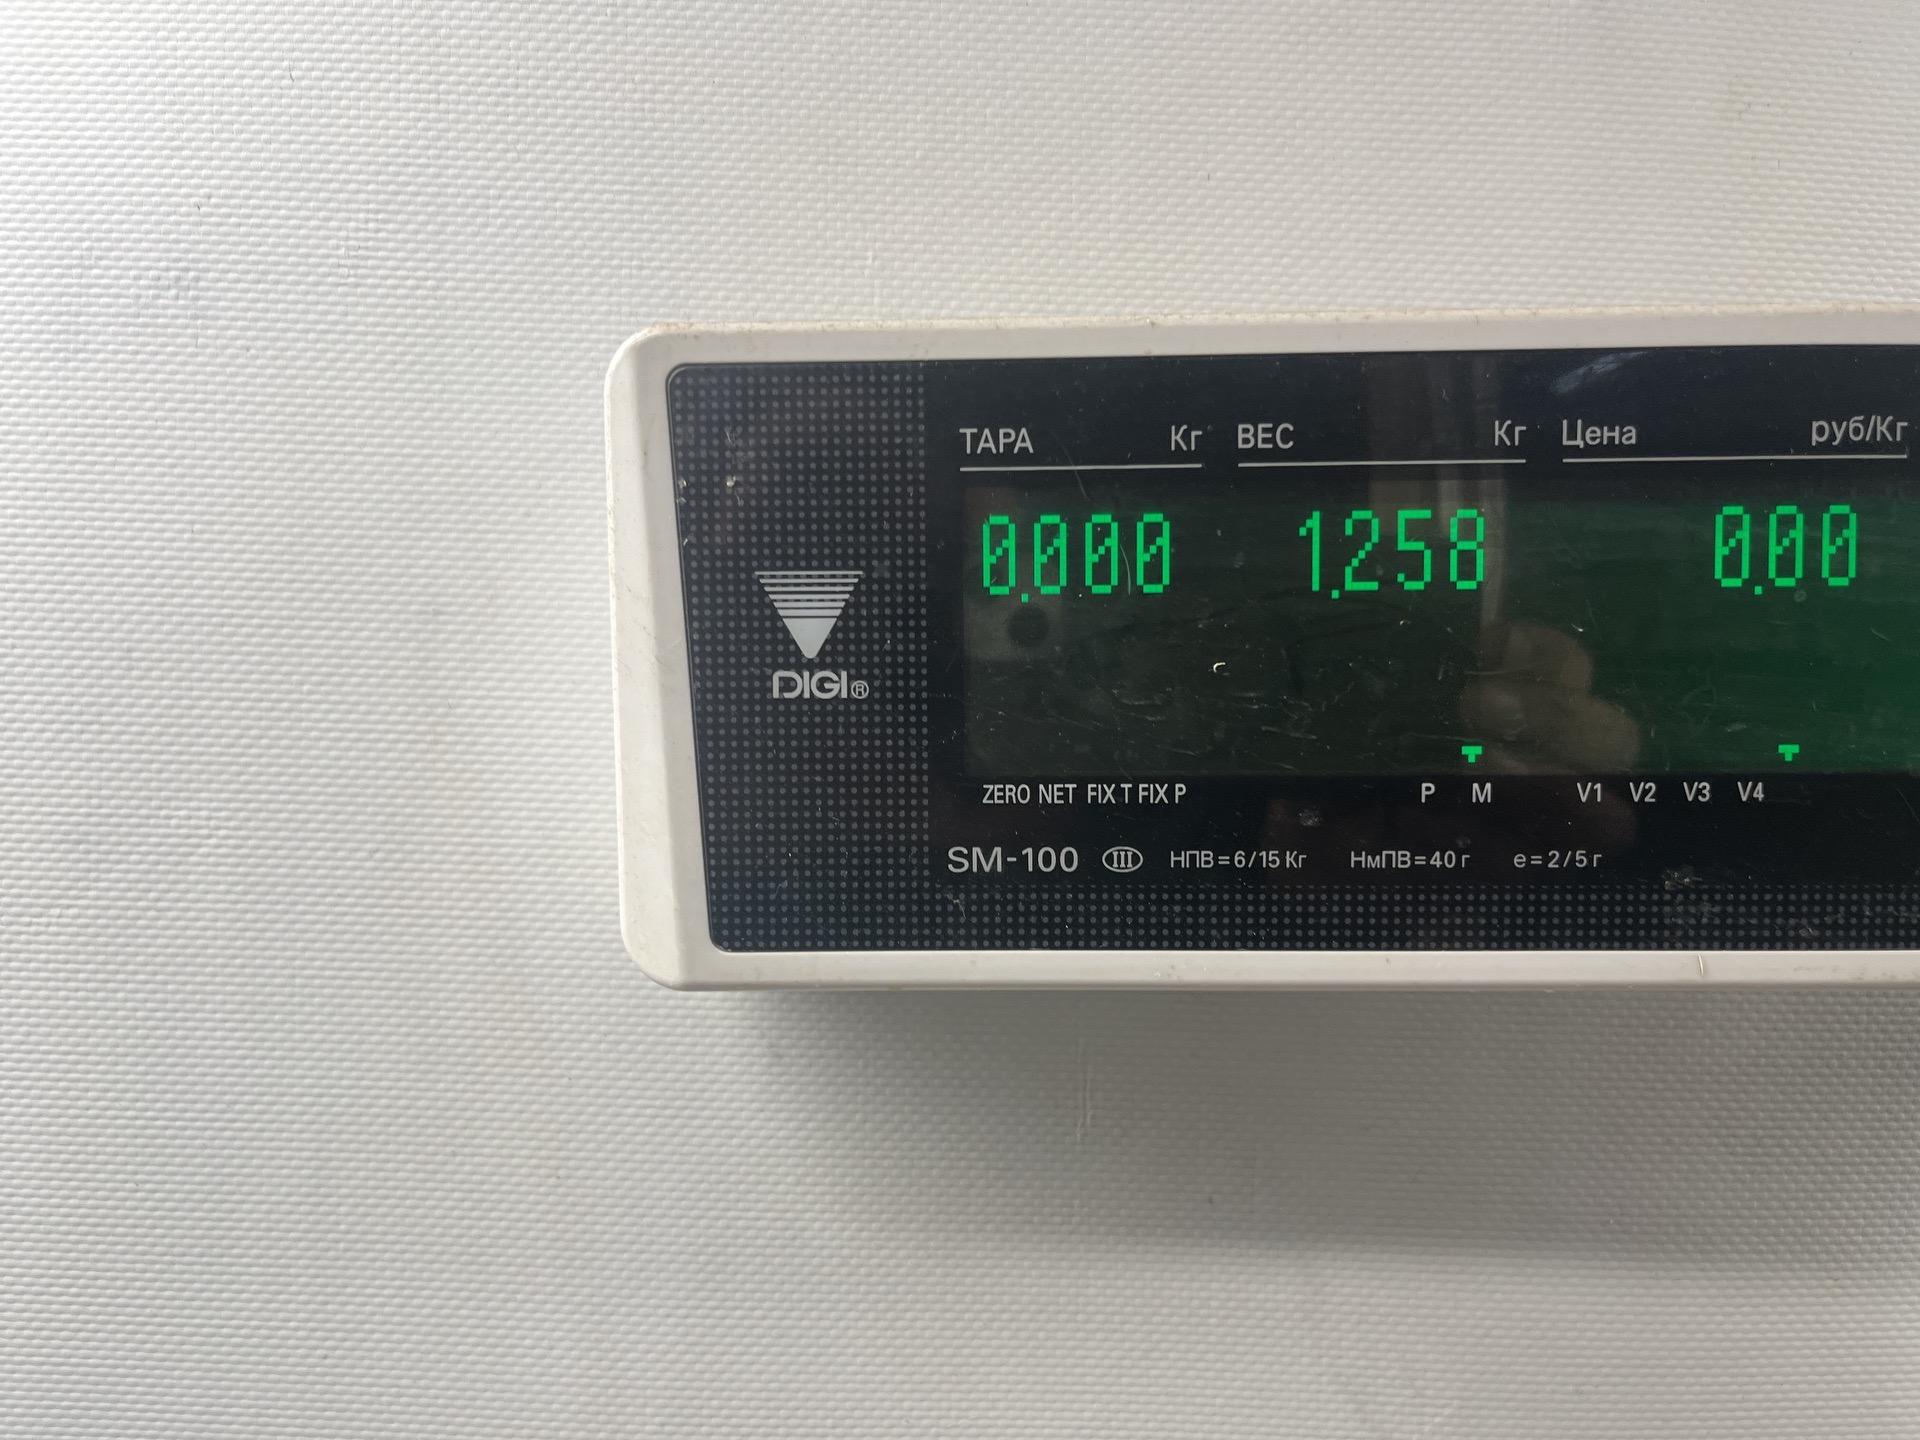 ТАРА Кг ВЕС Кг Цена руб/Кг
0.000 1.258 0.00
DIGI®
ZERO NET FIX T FIX P P M V1 V2 V3 V4
SM-100 III НПВ=6/15 Кг НмПВ=40 г e=2/5 г